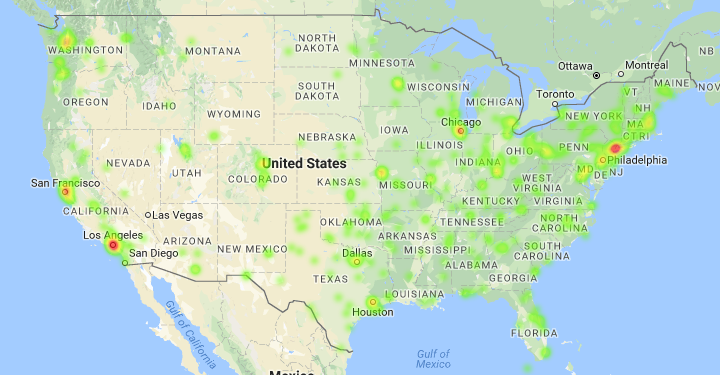 NB
Ottawa
Montreal
WASHINGTON
NORTH
DAKOTA
MONTANA
MINNESOTA
MAINE
NOV
VT
WISCONSIN
SOUTH
DAKOTA
Toronto
OREGON
IDAHO
MICHIGAN
NH
WYOMING
NEW YORK
Chicago
MA
IOWA
CT RI
NEBRASKA
ILLINOIS
OHIO
PENN
NEVADA
United States
INDIANA
Philadelphia
UTAH
MD
DE NJ
San Francisco
COLORADO
KANSAS
MISSOURI
WEST
VIRGINIA
KENTUCKY
VIRGINIA
CALIFORNIA
Las Vegas
OKLAHOMA
TENNESSEE
NORTH
CAROLINA
Los Angeles
ARIZONA
NEW MEXICO
ARKANSAS
SOUTH
CAROLINA
San Diego
Dallas
MISSISSIPPI
ALABAMA
GEORGIA
TEXAS
LOUISIANA
Houston
Gulf of
California
FLORIDA
Gulf of
Mexico
Mexico